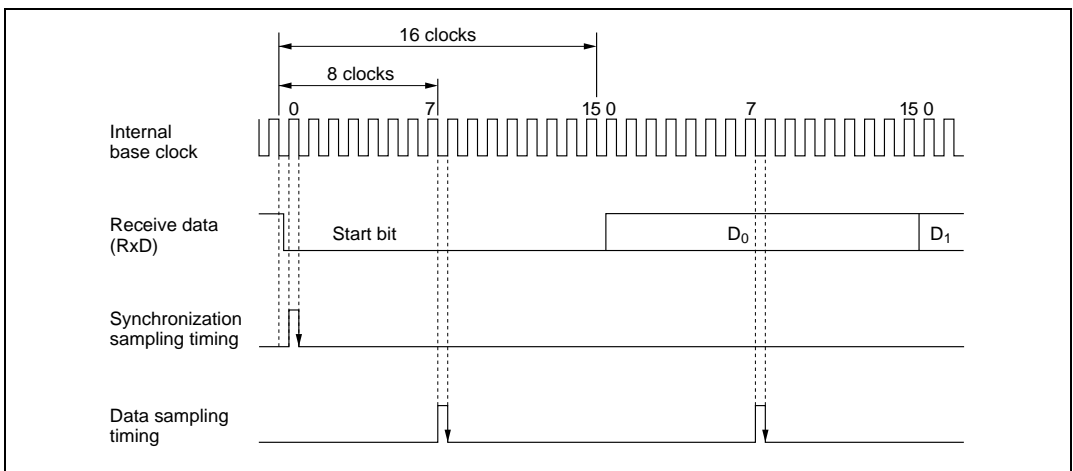 16 clocks
8 clocks
0 7 15 0 7 15 0
Internal
base clock
Receive data
(RxD)
Start bit
D0
D1
Synchronization
sampling timing
Data sampling
timing